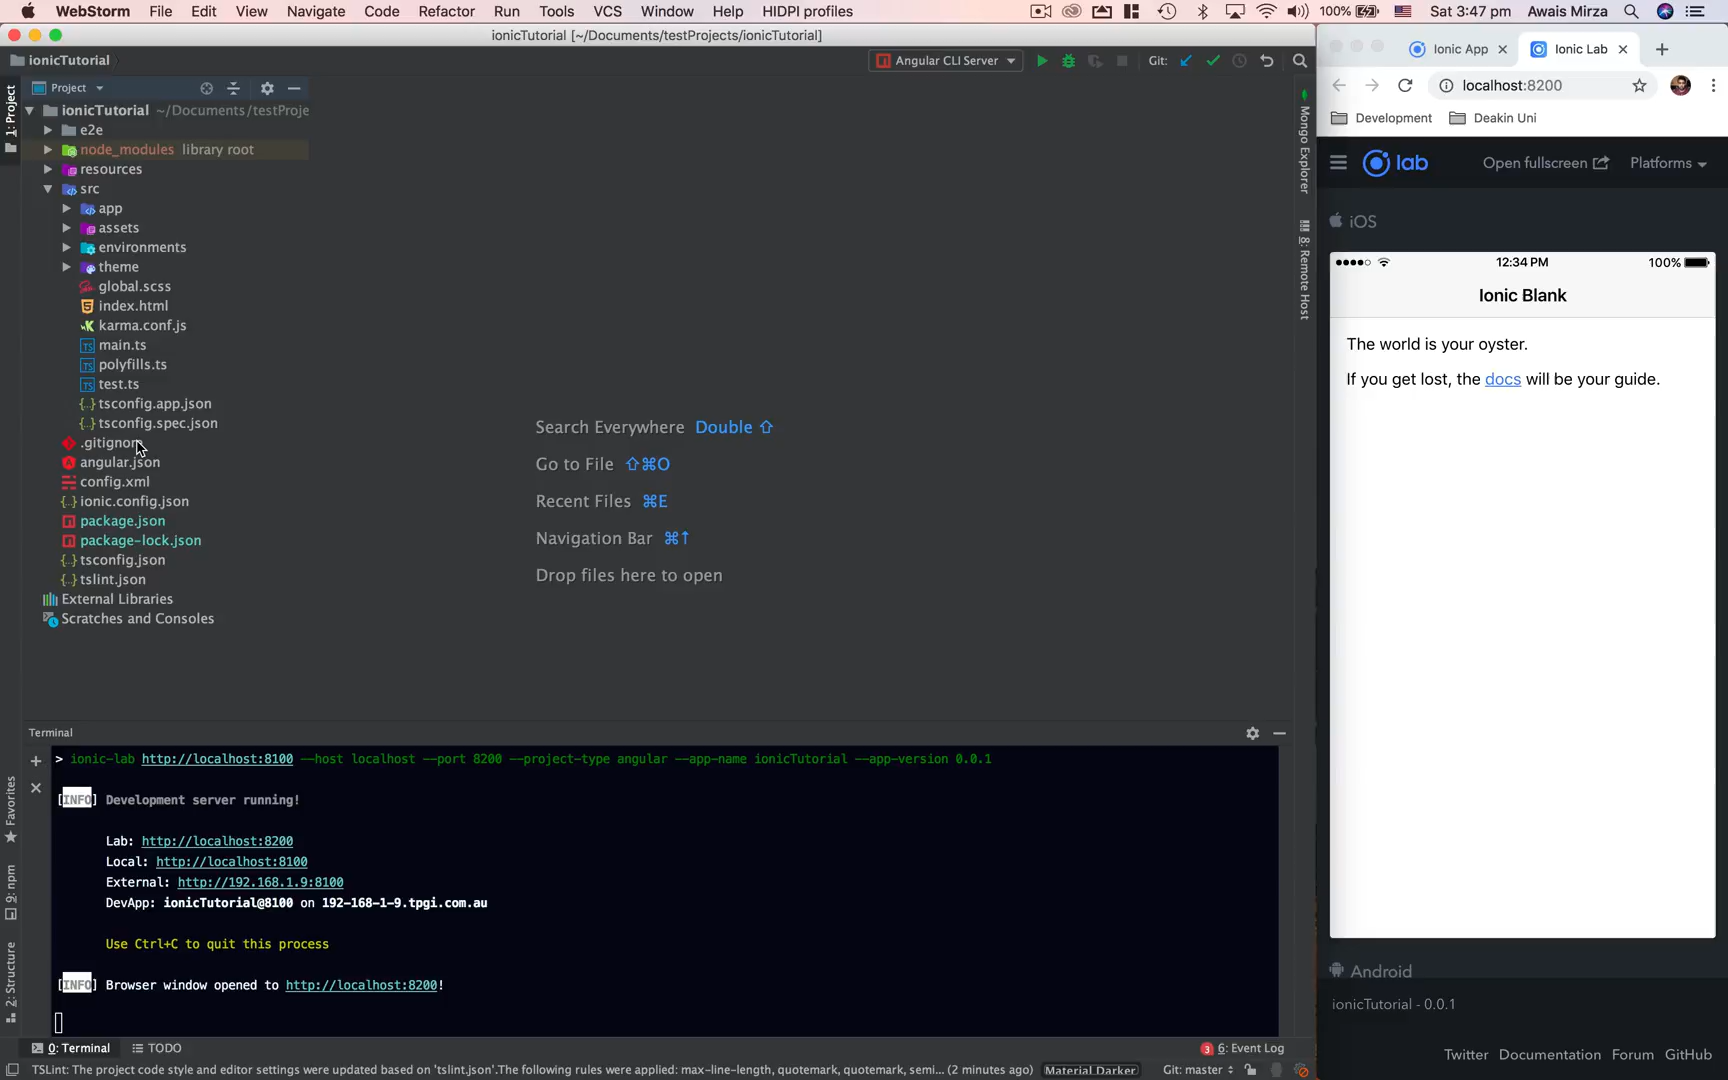 WebStorm File Edit View Navigate Code Refactor Run Tools VCS Window Help HIDPI profiles 100% Sat 3:47 pm Awais Mirza
ionicTutorial [~/Documents/testProjects/ionicTutorial]
ionicTutorial
Angular CLI Server
Git:
Project
1: Project
ionicTutorial ~/Documents/testProje
e2e
node_modules library root
resources
src
app
assets
environments
theme
global.scss
index.html
karma.conf.js
main.ts
polyfills.ts
test.ts
tsconfig.app.json
tsconfig.spec.json
.gitignore
angular.json
config.xml
ionic.config.json
package.json
package-lock.json
tsconfig.json
tslint.json
External Libraries
Scratches and Consoles
Search Everywhere Double ⇧
Go to File ⇧⌘O
Recent Files ⌘E
Navigation Bar ⌘↑
Drop files here to open
Mongo Explorer
8: Remote Host
Terminal
> ionic-lab http://localhost:8100 --host localhost --port 8200 --project-type angular --app-name ionicTutorial --app-version 0.0.1
[INFO] Development server running!
Lab: http://localhost:8200
Local: http://localhost:8100
External: http://192.168.1.9:8100
DevApp: ionicTutorial@8100 on 192-168-1-9.tpgi.com.au
Use Ctrl+C to quit this process
[INFO] Browser window opened to http://localhost:8200!
Favorites
9: npm
2: Structure
0: Terminal TODO
3 6: Event Log
TSLint: The project code style and editor settings were updated based on 'tslint.json'.The following rules were applied: max-line-length, quotemark, quotemark, semi... (2 minutes ago) Material Darker Git: master
Ionic App Ionic Lab
localhost:8200
Development Deakin Uni
lab Open fullscreen Platforms
iOS
12:34 PM 100%
Ionic Blank
The world is your oyster.
If you get lost, the docs will be your guide.
Android
ionicTutorial - 0.0.1
Twitter Documentation Forum GitHub